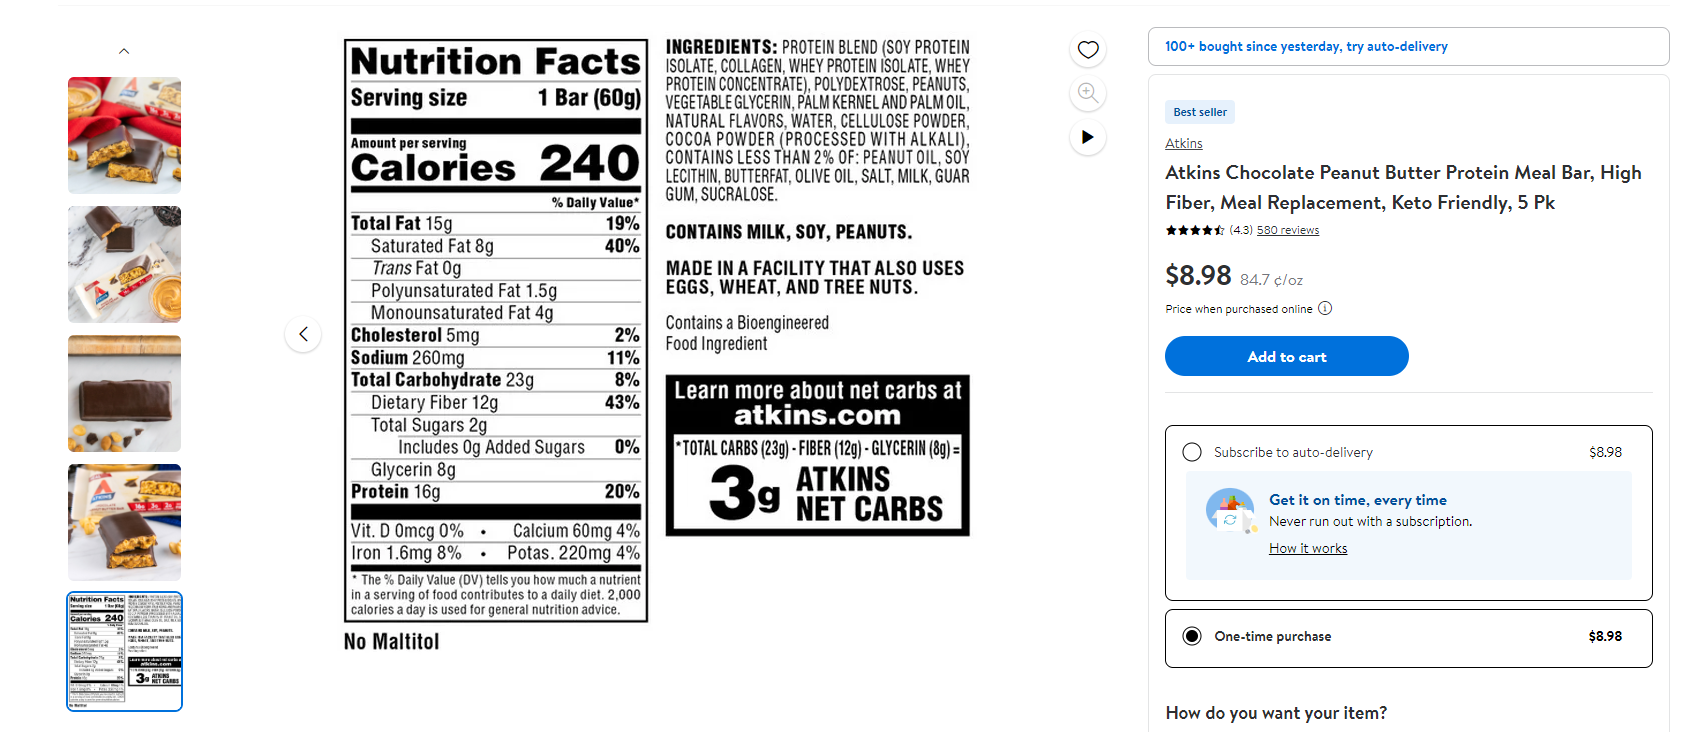 Nutrition Facts
Serving size 1 Bar (60g)
Amount per serving
Calories 240
% Daily Value*
Total Fat 15g 19%
Saturated Fat 8g 40%
Trans Fat 0g
Polyunsaturated Fat 1.5g
Monounsaturated Fat 4g
Cholesterol 5mg 2%
Sodium 260mg 11%
Total Carbohydrate 23g 8%
Dietary Fiber 12g 43%
Total Sugars 2g
Includes 0g Added Sugars 0%
Glycerin 8g
Protein 16g 20%
Vit. D 0mcg 0% • Calcium 60mg 4%
Iron 1.6mg 8% • Potas. 220mg 4%
* The % Daily Value (DV) tells you how much a nutrient
in a serving of food contributes to a daily diet. 2,000
calories a day is used for general nutrition advice.
No Maltitol
INGREDIENTS: PROTEIN BLEND (SOY PROTEIN
ISOLATE, COLLAGEN, WHEY PROTEIN ISOLATE, WHEY
PROTEIN CONCENTRATE), POLYDEXTROSE, PEANUTS,
VEGETABLE GLYCERIN, PALM KERNEL AND PALM OIL,
NATURAL FLAVORS, WATER, CELLULOSE POWDER,
COCOA POWDER (PROCESSED WITH ALKALI),
CONTAINS LESS THAN 2% OF: PEANUT OIL, SOY
LECITHIN, BUTTERFAT, OLIVE OIL, SALT, MILK, GUAR
GUM, SUCRALOSE.
CONTAINS MILK, SOY, PEANUTS.
MADE IN A FACILITY THAT ALSO USES
EGGS, WHEAT, AND TREE NUTS.
Contains a Bioengineered
Food Ingredient
Learn more about net carbs at
atkins.com
*TOTAL CARBS (23g) - FIBER (12g) - GLYCERIN (8g) =
3g ATKINS
NET CARBS
100+ bought since yesterday, try auto-delivery
Best seller
Atkins
Atkins Chocolate Peanut Butter Protein Meal Bar, High
Fiber, Meal Replacement, Keto Friendly, 5 Pk
(4.3) 580 reviews
$8.98 84.7 ¢/oz
Price when purchased online
Add to cart
Subscribe to auto-delivery $8.98
Get it on time, every time
Never run out with a subscription.
How it works
One-time purchase $8.98
How do you want your item?